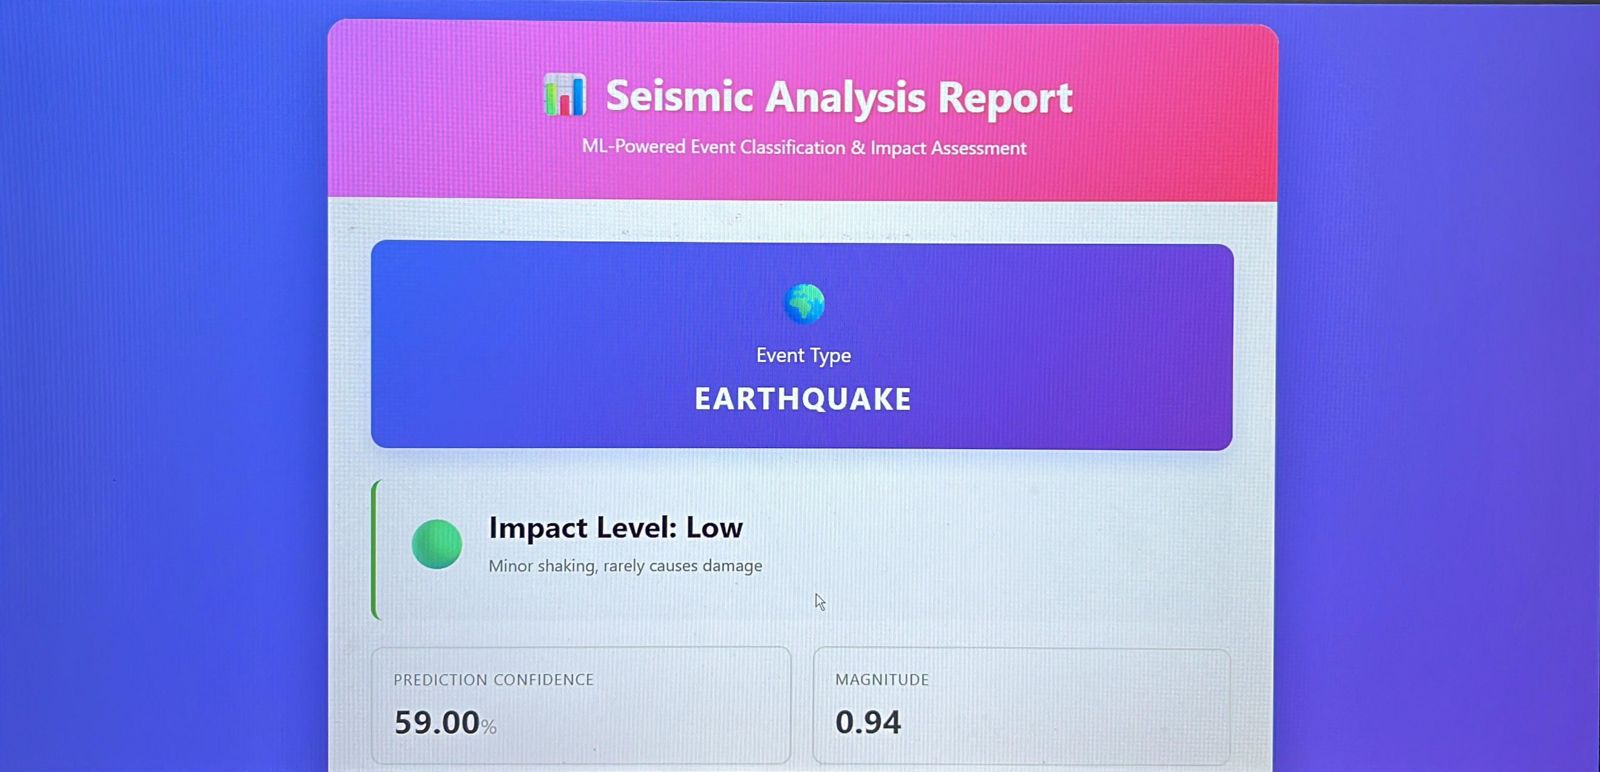 Seismic Analysis Report
ML-Powered Event Classification & Impact Assessment
Event Type
EARTHQUAKE
Impact Level: Low
Minor shaking, rarely causes damage
PREDICTION CONFIDENCE
59.00%
MAGNITUDE
0.94